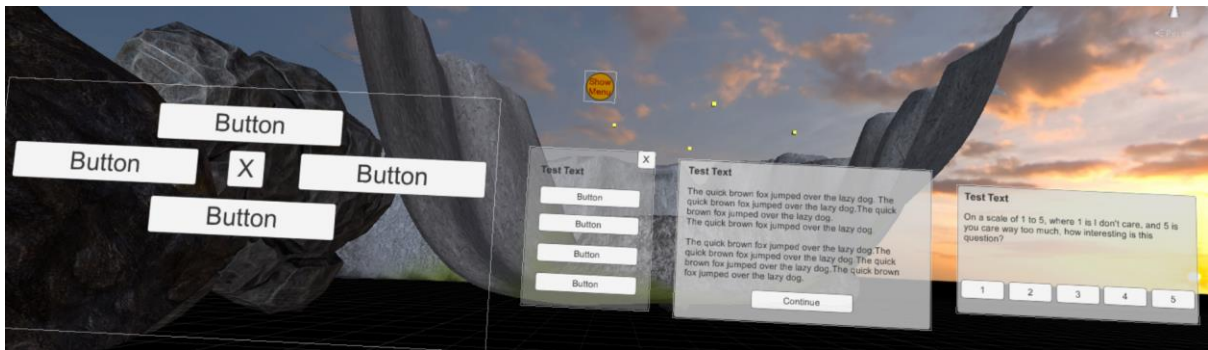 Button
Button
X
Button
Button
Show
Menu
X
Test Text
Button
Button
Button
Button
Test Text
The quick brown fox jumped over the lazy dog. The
quick brown fox jumped over the lazy dog.The quick
brown fox jumped over the lazy dog.
The quick brown fox jumped over the lazy dog.
The quick brown fox jumped over the lazy dog.The
quick brown fox jumped over the lazy dog.The quick
brown fox jumped over the lazy dog.The quick brown
fox jumped over the lazy dog.
Continue
Test Text
On a scale of 1 to 5, where 1 is I don't care, and 5 is
you care way too much, how interesting is this
question?
1
2
3
4
5